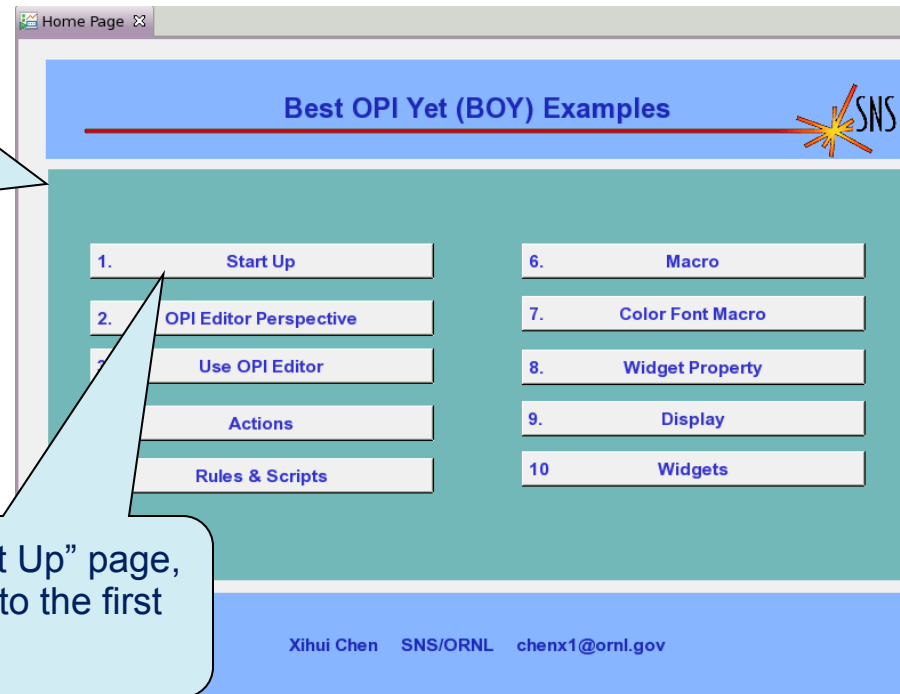 Home Page
Best OPI Yet (BOY) Examples
SNS
1. Start Up
2. OPI Editor Perspective
Use OPI Editor
Actions
Rules & Scripts
6. Macro
7. Color Font Macro
8. Widget Property
9. Display
10 Widgets
Up” page,
to the first
Xihui Chen SNS/ORNL chenx1@ornl.gov